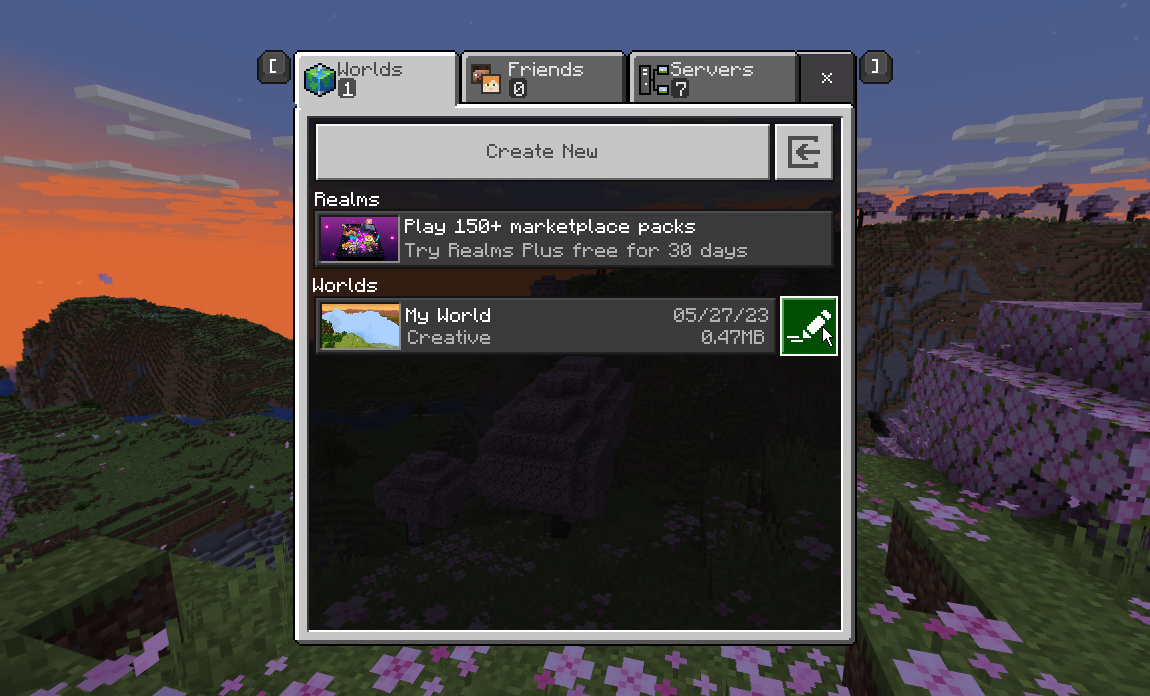 [
Worlds
1
Friends
0
Servers
7
×
]
Create New
Realms
Play 150+ marketplace packs
Try Realms Plus free for 30 days
Worlds
My World 05/27/23
Creative 0.47MB